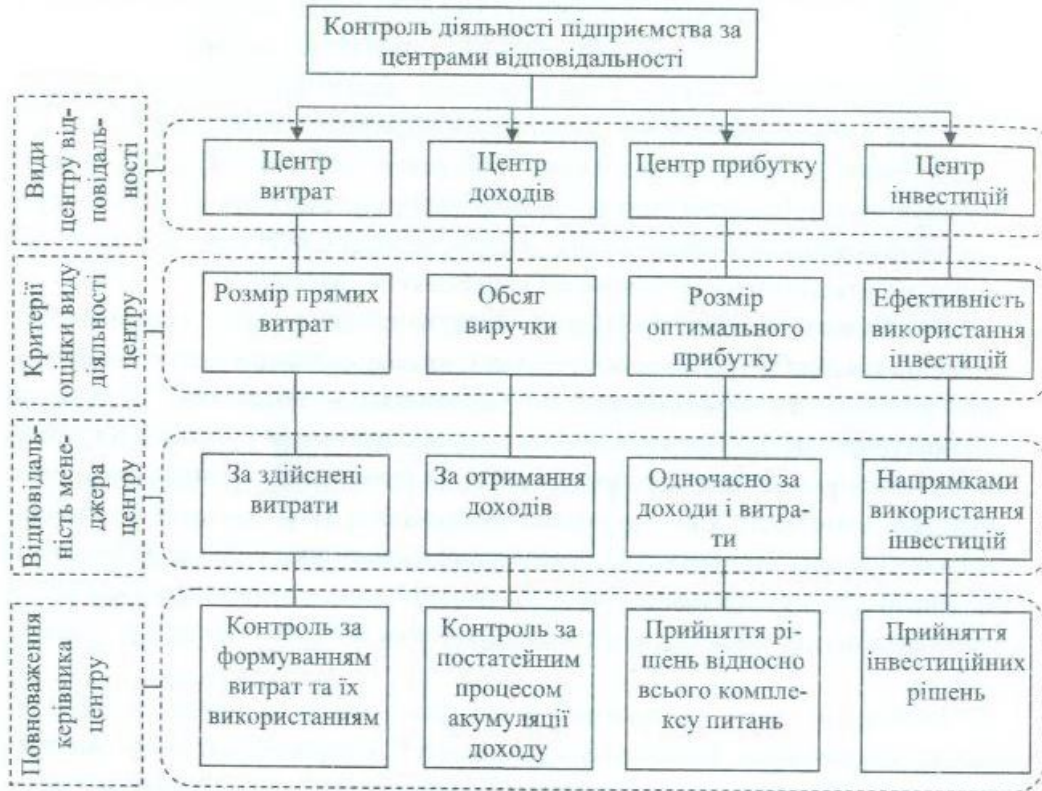 Контроль діяльності підприємства за
центрами відповідальності
Види
центру від-
повідаль-
ності
Центр
витрат
Центр
доходів
Центр прибутку
Центр
інвестицій
Критерії
оцінки виду
діяльності
центру
Розмір прямих
витрат
Обсяг
виручки
Розмір
оптимального
прибутку
Ефективність
використання
інвестицій
Відповідаль-
ність мене-
джера
центру
За здійснені
витрати
За отримання
доходів
Одночасно за
доходи і витра-
ти
Напрямками
використання
інвестицій
Повноваження
керівника
центру
Контроль за
формуванням
витрат та їх
використанням
Контроль за
постатейним
процесом
акумуляції
доходу
Прийняття рі-
шень відносно
всього компле-
ксу питань
Прийняття
інвестиційних
рішень